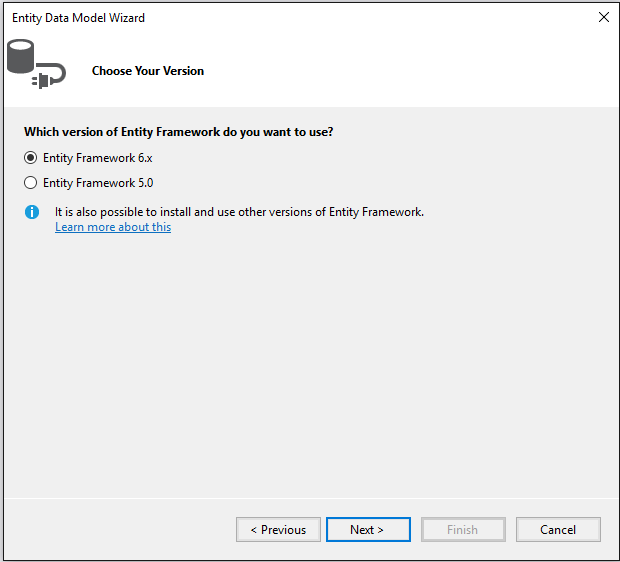 Entity Data Model Wizard
Choose Your Version
Which version of Entity Framework do you want to use?
Entity Framework 6.x
Entity Framework 5.0
It is also possible to install and use other versions of Entity Framework.
Learn more about this
< Previous
Next >
Finish
Cancel